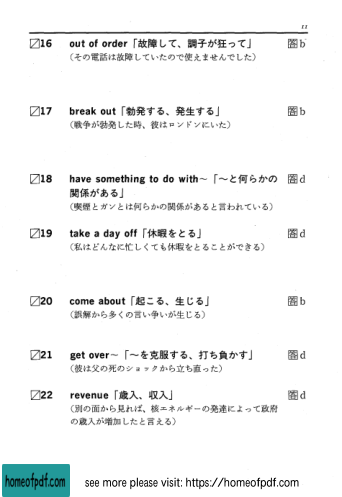 11
16 out of order「故障して、調子が狂って」 答b
（その電話は故障していたので使えませんでした）
17 break out「勃発する、発生する」 答b
（戦争が勃発した時、彼はロンドンにいた）
18 have something to do with～「～と何らかの 答d
関係がある」
（喫煙とガンとは何らかの関係があると言われている）
19 take a day off「休暇をとる」 答d
（私はどんなに忙しくても休暇をとることができる）
20 come about「起こる、生じる」 答b
（誤解から多くの言い争いが生じる）
21 get over～「～を克服する、打ち負かす」 答d
（彼は父の死のショックから立ち直った）
22 revenue「歳入、収入」 答d
（別の面から見れば、核エネルギーの発達によって政府
の歳入が増加したと言える）
homeofpdf.com see more please visit: https://homeofpdf.com